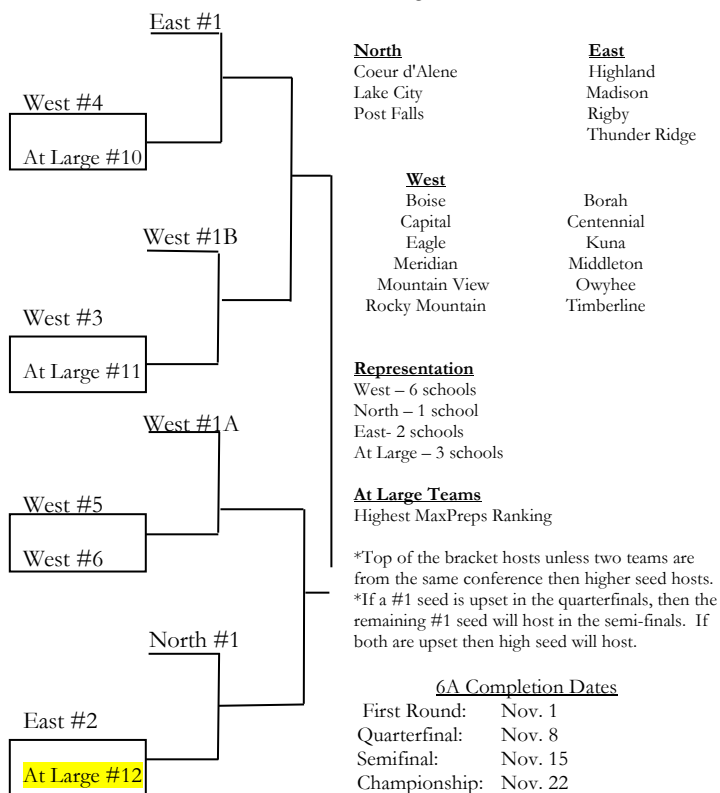 East #1
West #4
At Large #10
West #1B
West #3
At Large #11
West #1A
West #5
West #6
North #1
East #2
At Large #12
North
Coeur d'Alene
Lake City
Post Falls
East
Highland
Madison
Rigby
Thunder Ridge
West
Boise
Capital
Eagle
Meridian
Mountain View
Rocky Mountain
Borah
Centennial
Kuna
Middleton
Owyhee
Timberline
Representation
West – 6 schools
North – 1 school
East- 2 schools
At Large – 3 schools
At Large Teams
Highest MaxPreps Ranking
*Top of the bracket hosts unless two teams are
from the same conference then higher seed hosts.
*If a #1 seed is upset in the quarterfinals, then the
remaining #1 seed will host in the semi-finals. If
both are upset then high seed will host.
6A Completion Dates
First Round: Nov. 1
Quarterfinal: Nov. 8
Semifinal: Nov. 15
Championship: Nov. 22